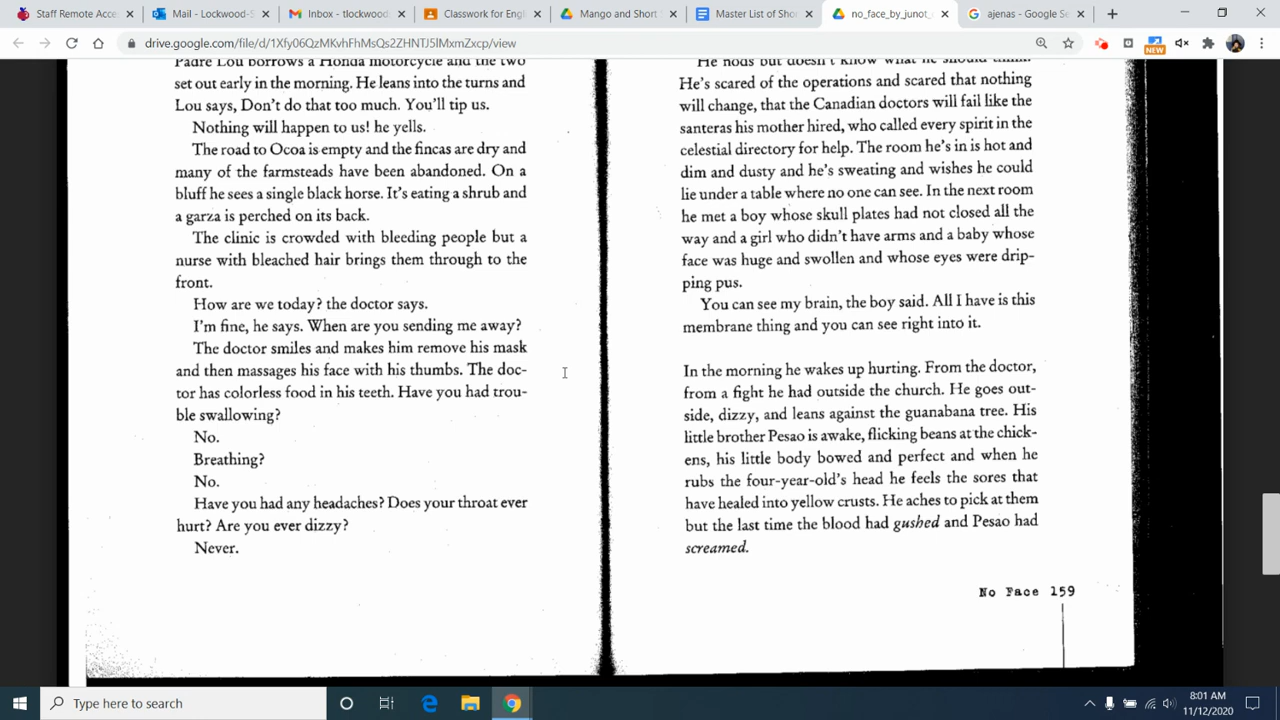 Staff Remote Acce
Mail - Lockwood-S
Inbox - tlockwood
Classwork for Engl
Mango and Short
Master List of Sho
no_face_by_junot_
ajenas - Google Se
drive.google.com/file/d/1Xfy06QzMKvhFhMsQs2ZHNTJ5lMxmZxcp/view
NEW
Padre Lou borrows a Honda motorcycle and the two
set out early in the morning. He leans into the turns and
Lou says, Don't do that too much. You'll tip us.
Nothing will happen to us! he yells.
The road to Ocoa is empty and the fincas are dry and
many of the farmsteads have been abandoned. On a
bluff he sees a single black horse. It's eating a shrub and
a garza is perched on its back.
The clinic is crowded with bleeding people but a
nurse with bleached hair brings them through to the
front.
How are we today? the doctor says.
I'm fine, he says. When are you sending me away?
The doctor smiles and makes him remove his mask
and then massages his face with his thumbs. The doc-
tor has colorless food in his teeth. Have you had trou-
ble swallowing?
No.
Breathing?
No.
Have you had any headaches? Does your throat ever
hurt? Are you ever dizzy?
Never.
He nods but doesn't know what he should think.
He's scared of the operations and scared that nothing
will change, that the Canadian doctors will fail like the
santeras his mother hired, who called every spirit in the
celestial directory for help. The room he's in is hot and
dim and dusty and he's sweating and wishes he could
lie under a table where no one can see. In the next room
he met a boy whose skull plates had not closed all the
way and a girl who didn't have arms and a baby whose
face was huge and swollen and whose eyes were drip-
ping pus.
You can see my brain, the boy said. All I have is this
membrane thing and you can see right into it.
In the morning he wakes up hurting. From the doctor,
from a fight he had outside the church. He goes out-
side, dizzy, and leans against the guanabana tree. His
little brother Pesao is awake, flicking beans at the chick-
ens, his little body bowed and perfect and when he
rubs the four-year-old's head he feels the sores that
have healed into yellow crusts. He aches to pick at them
but the last time the blood had gushed and Pesao had
screamed.
No Face 159
Type here to search
8:01 AM
11/12/2020